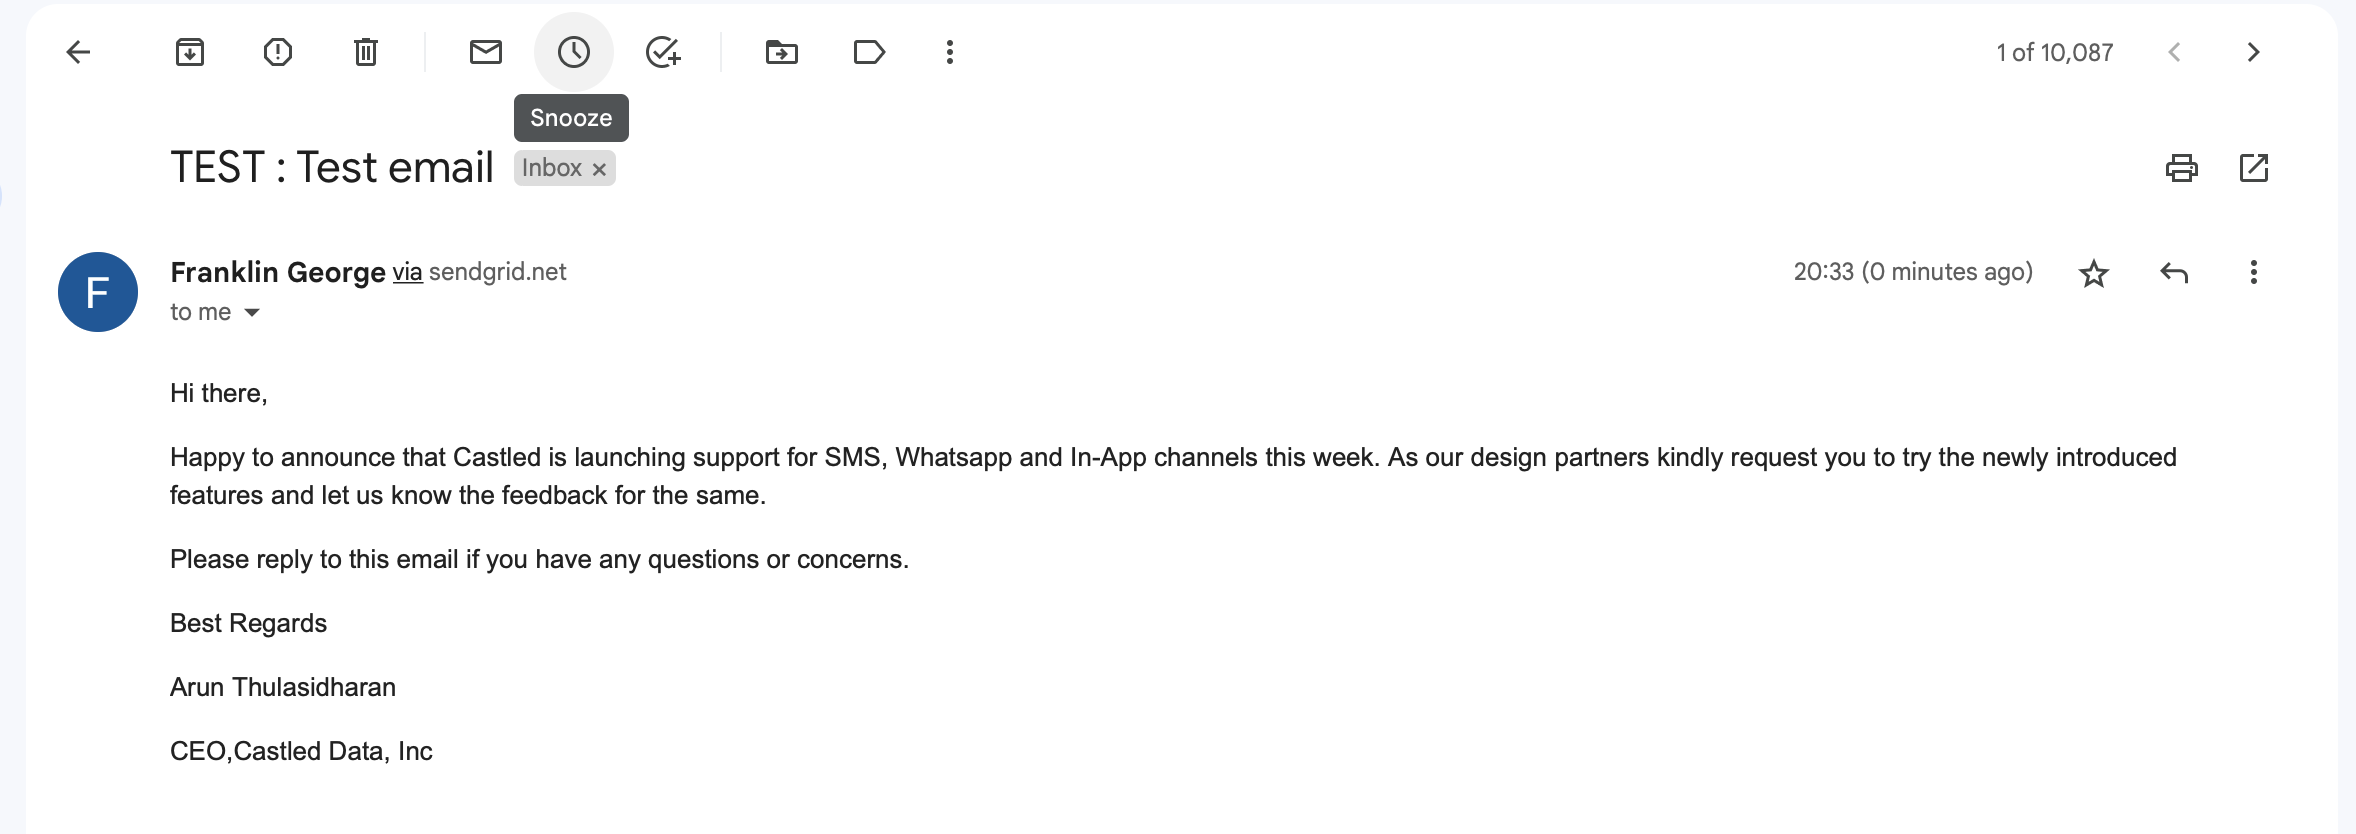 1 of 10,087
Snooze
TEST : Test email Inbox ×
F
Franklin George via sendgrid.net
20:33 (0 minutes ago)
to me
Hi there,
Happy to announce that Castled is launching support for SMS, Whatsapp and In-App channels this week. As our design partners kindly request you to try the newly introduced
features and let us know the feedback for the same.
Please reply to this email if you have any questions or concerns.
Best Regards
Arun Thulasidharan
CEO,Castled Data, Inc